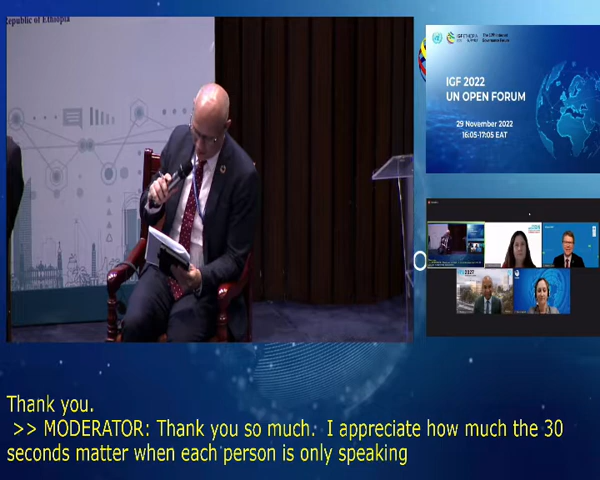 Republic of Ethiopia
IGF 2022
UN OPEN FORUM
29 November 2022
16:05-17:05 EAT
Thank you.
>> MODERATOR: Thank you so much.  I appreciate how much the 30
seconds matter when each person is only speaking